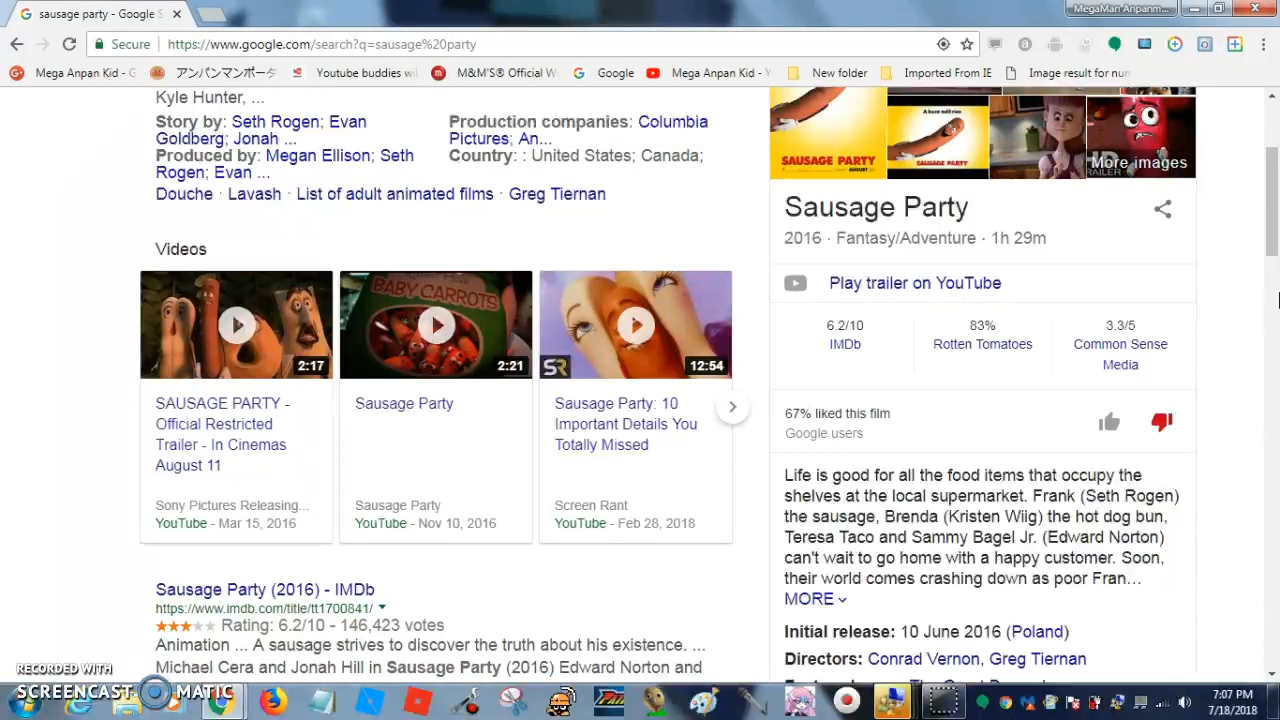 sausage party - Google S
MegaMan Anpanm...
Secure
https://www.google.com/search?q=sausage%20party
Mega Anpan Kid - G
アンパンマンポータ
Youtube buddies wi
M&M'S® Official W
Google
Mega Anpan Kid - Y
New folder
Imported From IE
Image result for num
Kyle Hunter, ...
Story by: Seth Rogen; Evan
Goldberg; Jonah ...
Produced by: Megan Ellison; Seth
Rogen; Evan ...
Production companies: Columbia
Pictures; An...
Country: : United States; Canada;
Douche · Lavash · List of adult animated films · Greg Tiernan
Videos
2:17
SAUSAGE PARTY -
Official Restricted
Trailer - In Cinemas
August 11
Sony Pictures Releasing...
YouTube - Mar 15, 2016
BABY CARROTS
2:21
Sausage Party
Sausage Party
YouTube - Nov 10, 2016
SR
12:54
Sausage Party: 10
Important Details You
Totally Missed
Screen Rant
YouTube - Feb 28, 2018
Sausage Party (2016) - IMDb
https://www.imdb.com/title/tt1700841/
Rating: 6.2/10 - 146,423 votes
Animation ... A sausage strives to discover the truth about his existence. ...
Michael Cera and Jonah Hill in Sausage Party (2016) Edward Norton and
SAUSAGE PARTY
AUGUST
SAUSAGE PARTY
TRAILER
More images
Sausage Party
2016 · Fantasy/Adventure · 1h 29m
Play trailer on YouTube
6.2/10
IMDb
83%
Rotten Tomatoes
3.3/5
Common Sense
Media
67% liked this film
Google users
Life is good for all the food items that occupy the
shelves at the local supermarket. Frank (Seth Rogen)
the sausage, Brenda (Kristen Wiig) the hot dog bun,
Teresa Taco and Sammy Bagel Jr. (Edward Norton)
can't wait to go home with a happy customer. Soon,
their world comes crashing down as poor Fran...
MORE
Initial release: 10 June 2016 (Poland)
Directors: Conrad Vernon, Greg Tiernan
RECORDED WITH
SCREENCAST-O-MATIC
7:07 PM
7/18/2018